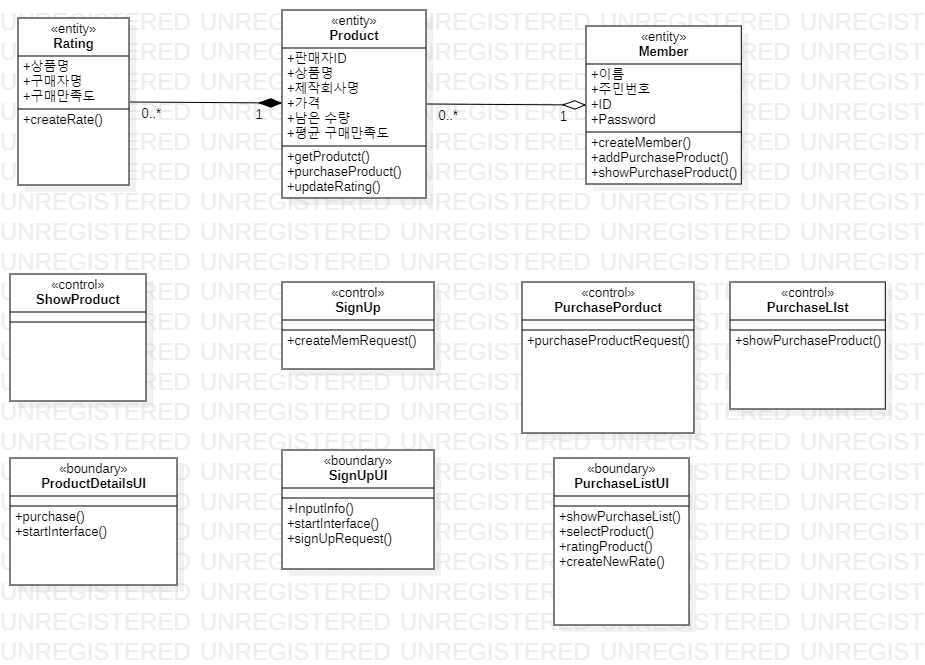 «entity»
Rating
+상품명
+구매자명
+구매만족도
+createRate()
0..*
1
«entity»
Product
+판매자ID
+상품명
+제작회사명
+가격
+남은 수량
+평균 구매만족도
+getProdutct()
+purchaseProduct()
+updateRating()
0..*
1
«entity»
Member
+이름
+주민번호
+ID
+Password
+createMember()
+addPurchaseProduct()
+showPurchaseProduct()
«control»
ShowProduct
«control»
SignUp
+createMemRequest()
«control»
PurchasePorduct
+purchaseProductRequest()
«control»
PurchaseLIst
+showPurchaseProduct()
«boundary»
ProductDetailsUI
+purchase()
+startInterface()
«boundary»
SignUpUI
+InputInfo()
+startInterface()
+signUpRequest()
«boundary»
PurchaseListUI
+showPurchaseList()
+selectProduct()
+ratingProduct()
+createNewRate()
UNREGISTERED UNREGISTERED UNREGISTERED UNREGISTERED UNREGIST